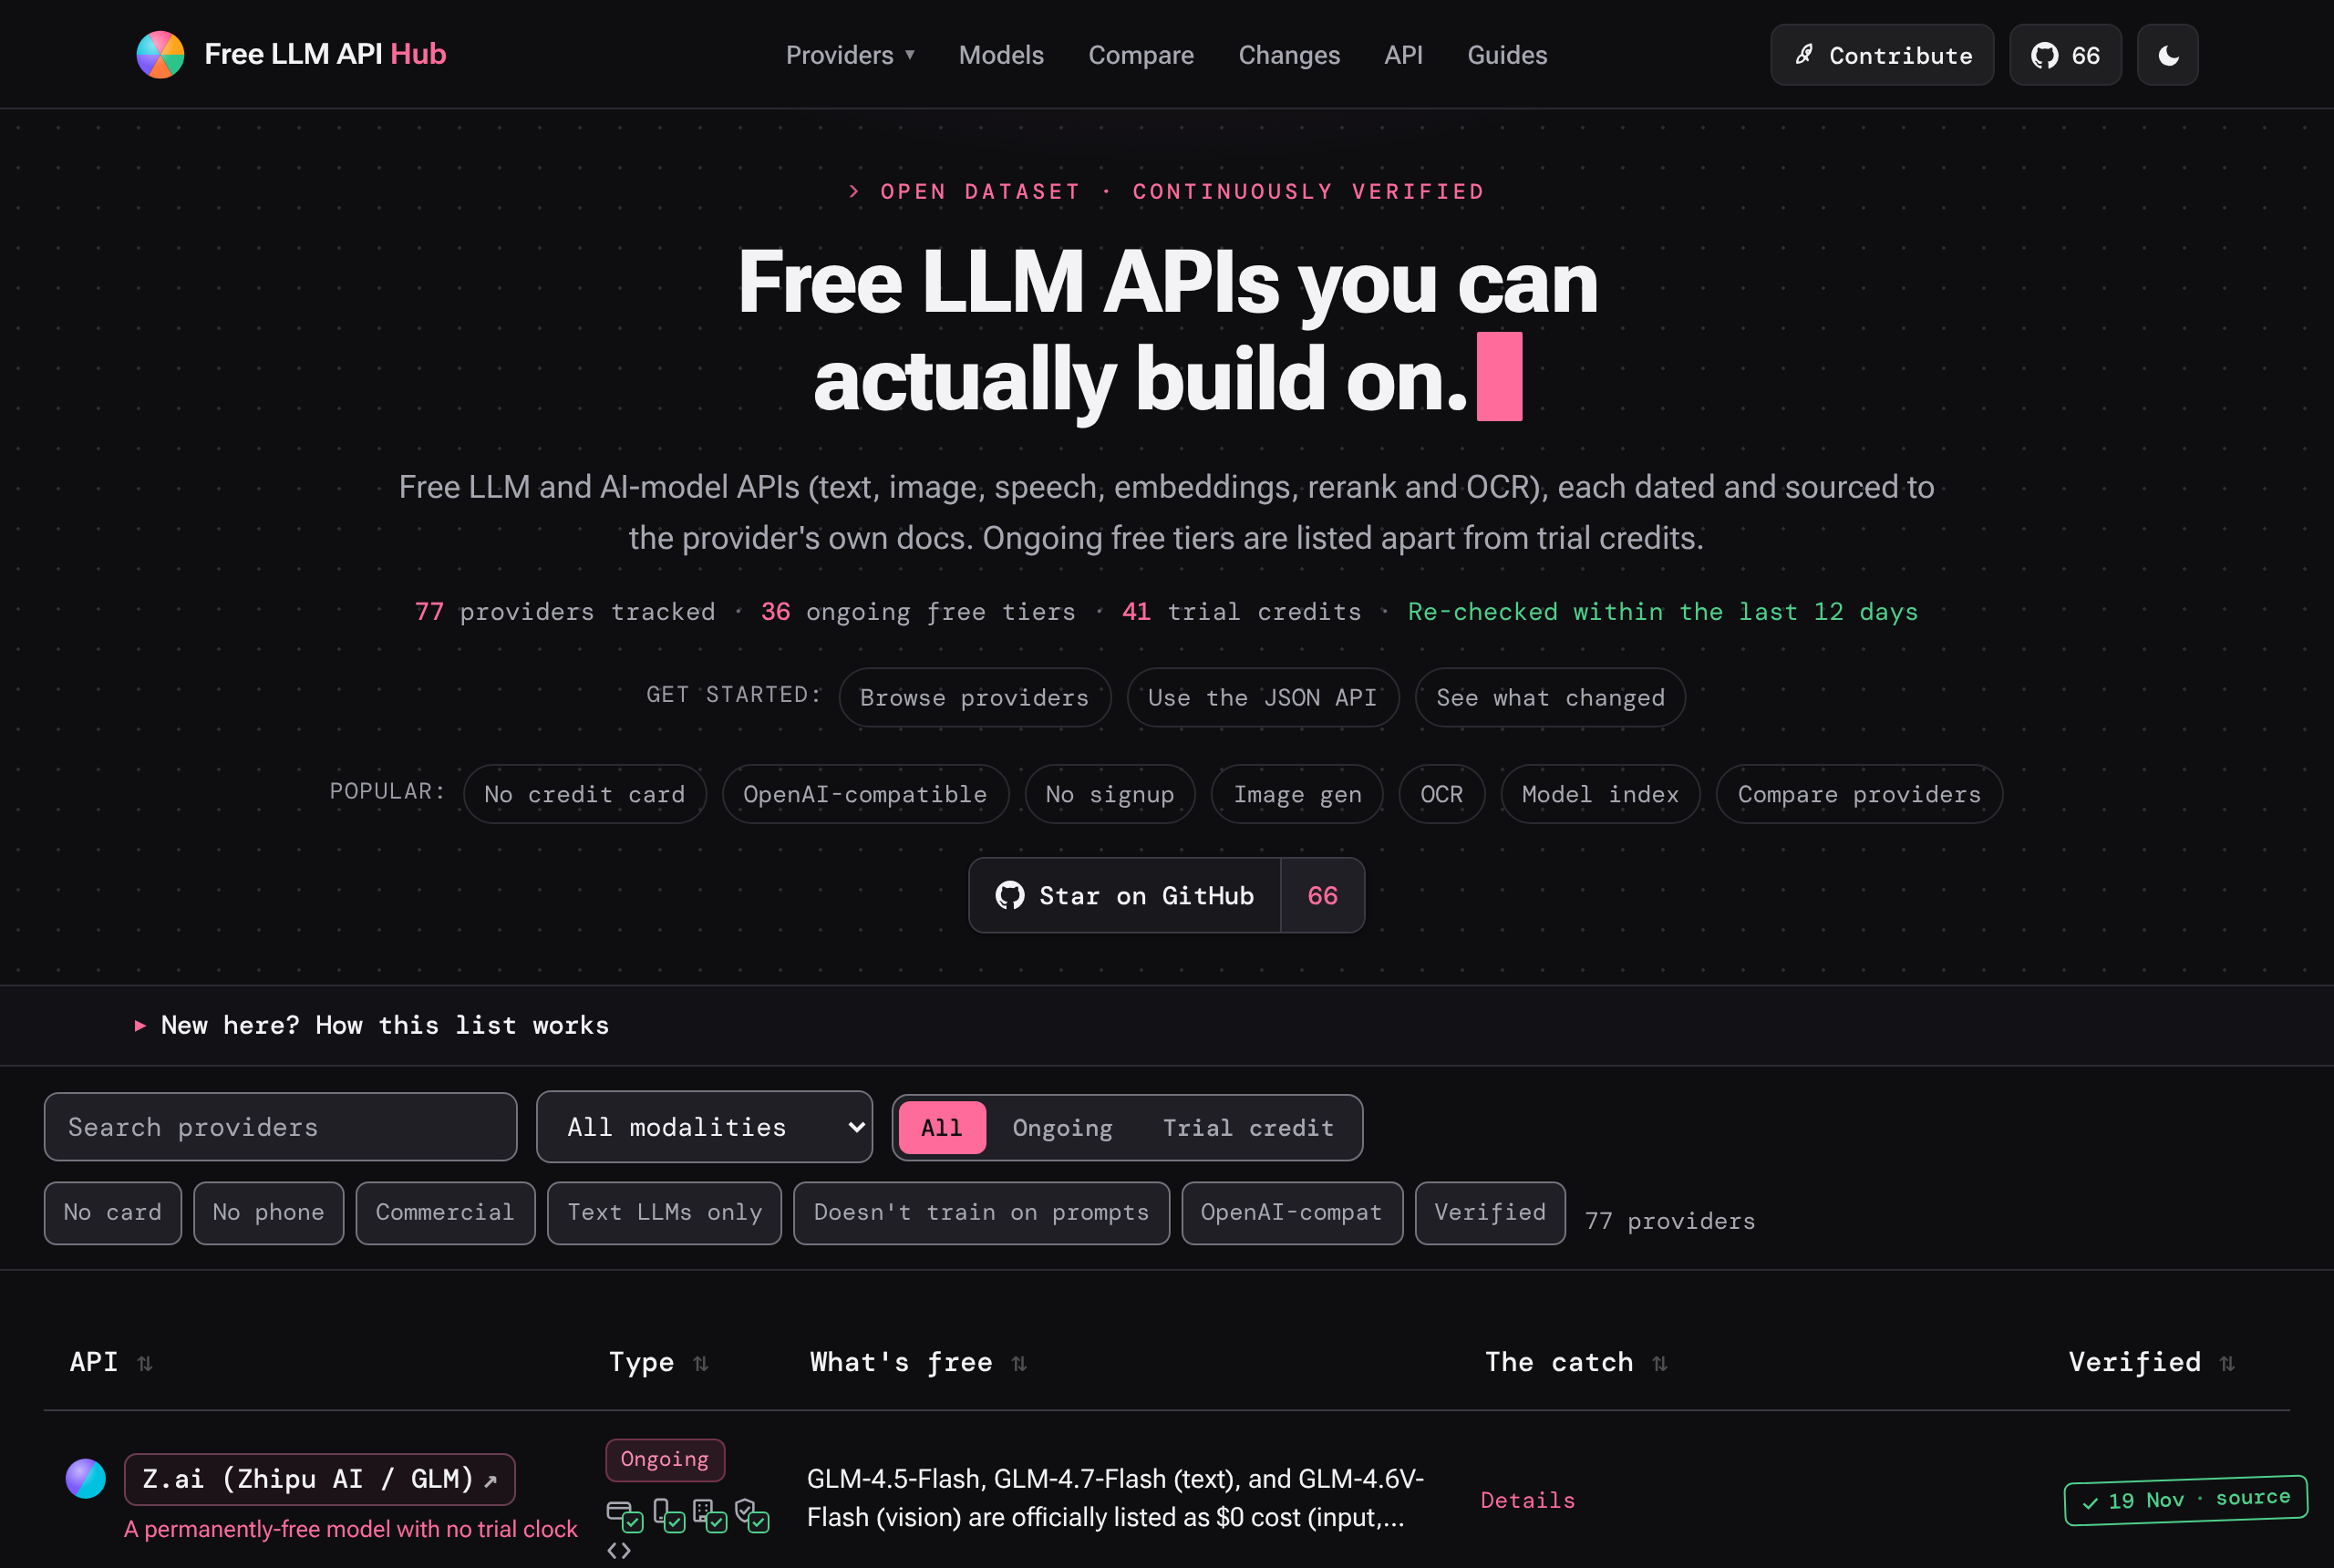 Free LLM API Hub
Providers ▾ Models Compare Changes API Guides
Contribute 66
> OPEN DATASET · CONTINUOUSLY VERIFIED
Free LLM APIs you can
actually build on.
Free LLM and AI-model APIs (text, image, speech, embeddings, rerank and OCR), each dated and sourced to
the provider's own docs. Ongoing free tiers are listed apart from trial credits.
77 providers tracked · 36 ongoing free tiers · 41 trial credits · Re-checked within the last 12 days
GET STARTED: Browse providers Use the JSON API See what changed
POPULAR: No credit card OpenAI-compatible No signup Image gen OCR Model index Compare providers
Star on GitHub 66
▸ New here? How this list works
Search providers All modalities All Ongoing Trial credit
No card No phone Commercial Text LLMs only Doesn't train on prompts OpenAI-compat Verified 77 providers
API ⇅ Type ⇅ What's free ⇅ The catch ⇅ Verified ⇅
Z.ai (Zhipu AI / GLM) ↗
A permanently-free model with no trial clock
Ongoing
GLM-4.5-Flash, GLM-4.7-Flash (text), and GLM-4.6V-
Flash (vision) are officially listed as $0 cost (input,...
Details
✓ 19 Nov · source